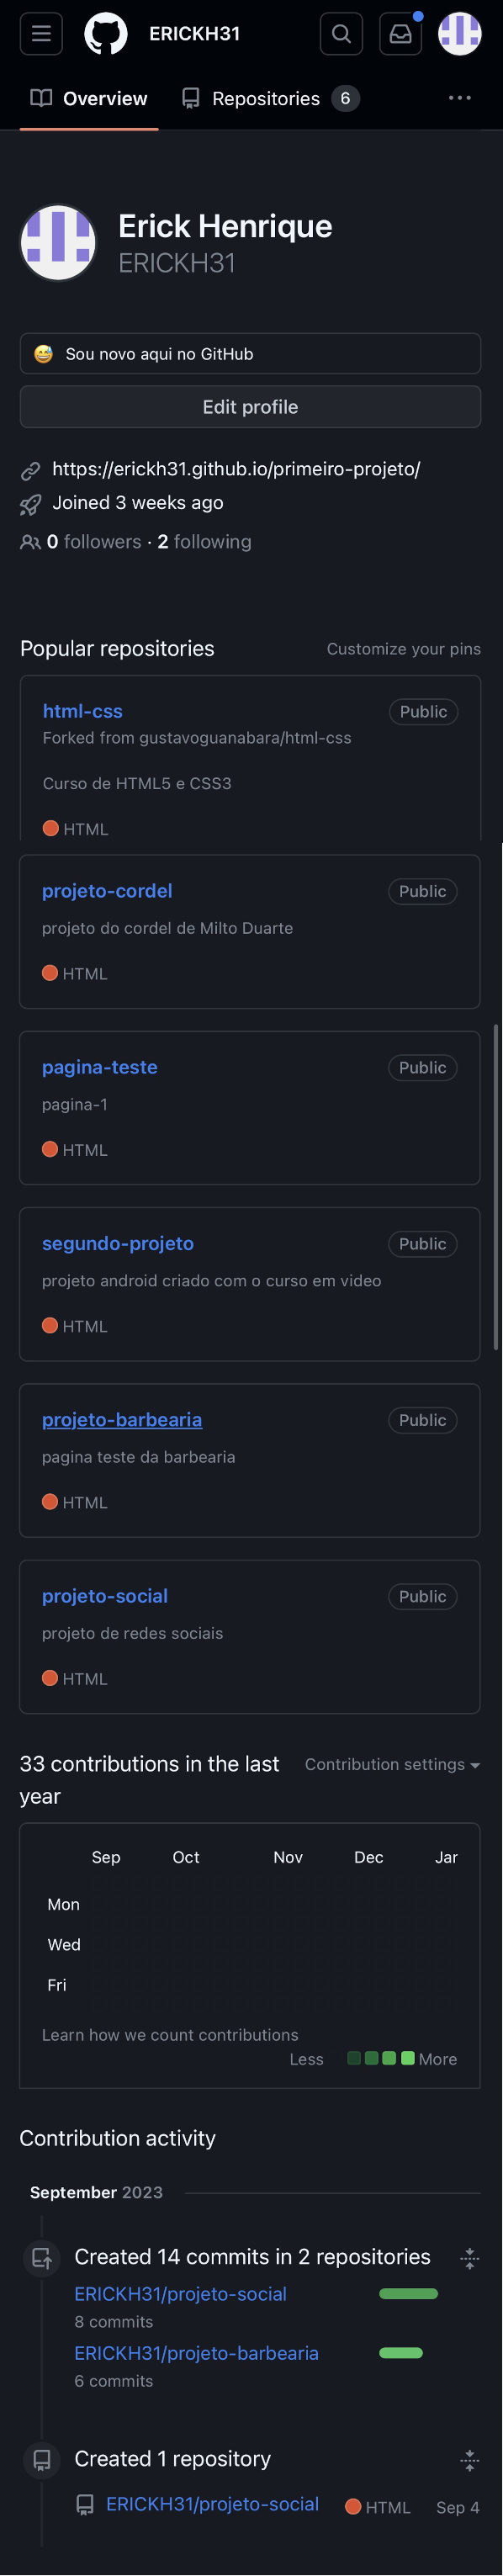 ERICKH31
Overview Repositories 6 ...
Erick Henrique
ERICKH31
😅 Sou novo aqui no GitHub
Edit profile
https://erickh31.github.io/primeiro-projeto/
Joined 3 weeks ago
0 followers · 2 following
Popular repositories Customize your pins
html-css Public
Forked from gustavoguanabara/html-css
Curso de HTML5 e CSS3
HTML
projeto-cordel Public
projeto do cordel de Milto Duarte
HTML
pagina-teste Public
pagina-1
HTML
segundo-projeto Public
projeto android criado com o curso em video
HTML
projeto-barbearia Public
pagina teste da barbearia
HTML
projeto-social Public
projeto de redes sociais
HTML
33 contributions in the last Contribution settings
year
Sep Oct Nov Dec Jar
Mon
Wed
Fri
Learn how we count contributions
Less More
Contribution activity
September 2023
Created 14 commits in 2 repositories
ERICKH31/projeto-social
8 commits
ERICKH31/projeto-barbearia
6 commits
Created 1 repository
ERICKH31/projeto-social HTML Sep 4